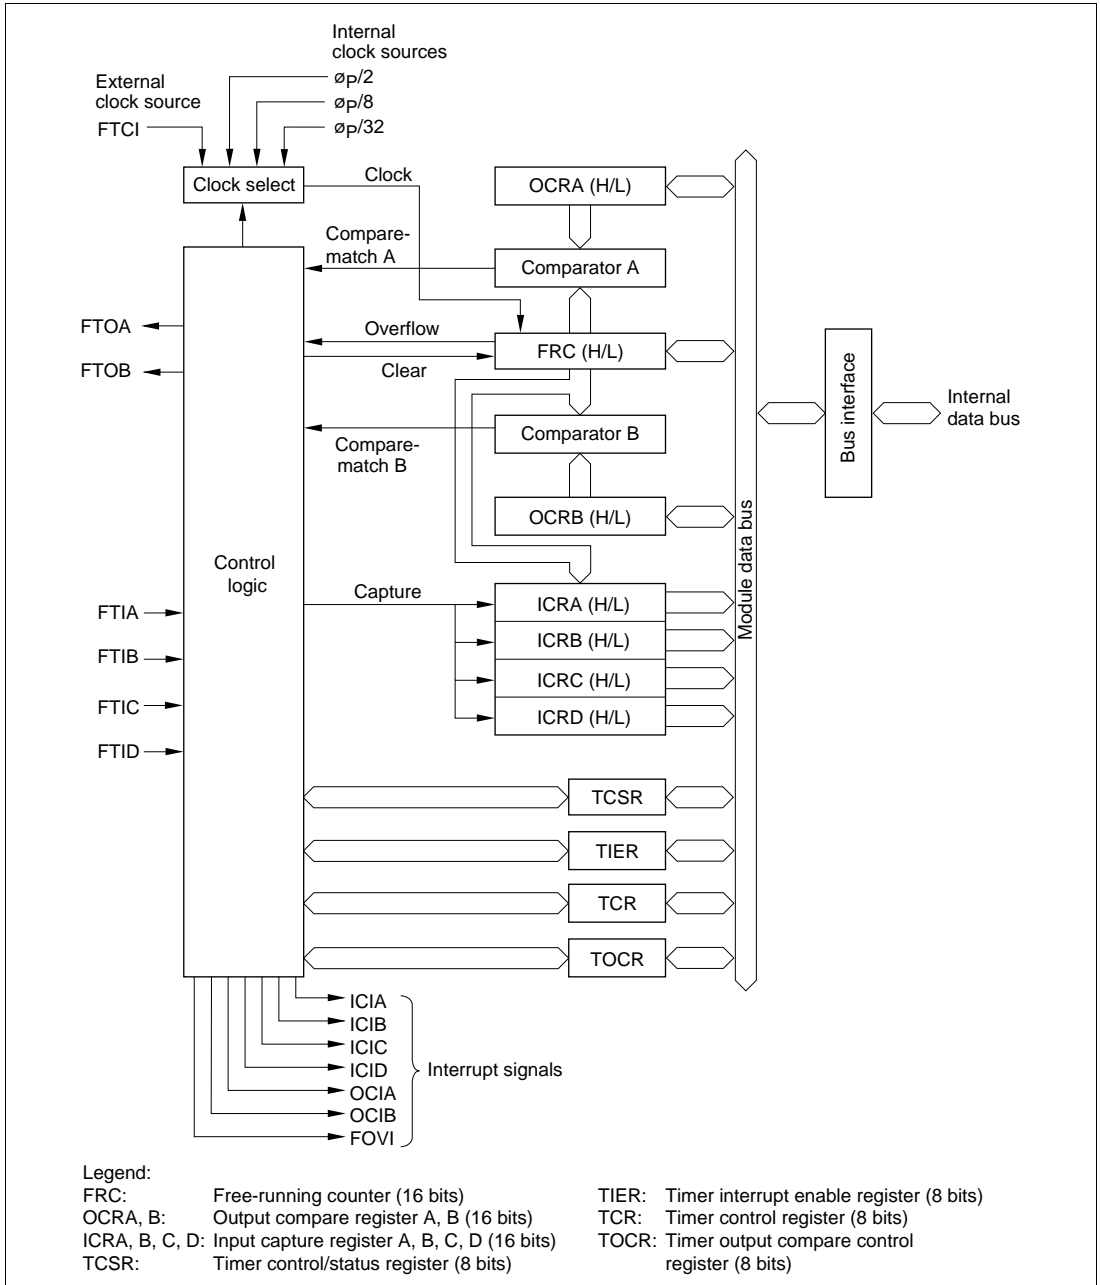 Internal
clock sources
External
clock source
øP/2
øP/8
FTCI
øP/32
Clock select
Clock
OCRA (H/L)
Compare-
match A
Comparator A
FTOA
Overflow
FRC (H/L)
FTOB
Clear
Bus interface
Internal
data bus
Compare-
match B
Comparator B
OCRB (H/L)
Module data bus
Control
logic
Capture
FTIA
ICRA (H/L)
FTIB
ICRB (H/L)
FTIC
ICRC (H/L)
FTID
ICRD (H/L)
TCSR
TIER
TCR
TOCR
ICIA
ICIB
ICIC
ICID
Interrupt signals
OCIA
OCIB
FOVI
Legend:
FRC: Free-running counter (16 bits)
OCRA, B: Output compare register A, B (16 bits)
ICRA, B, C, D: Input capture register A, B, C, D (16 bits)
TCSR: Timer control/status register (8 bits)
TIER: Timer interrupt enable register (8 bits)
TCR: Timer control register (8 bits)
TOCR: Timer output compare control
register (8 bits)